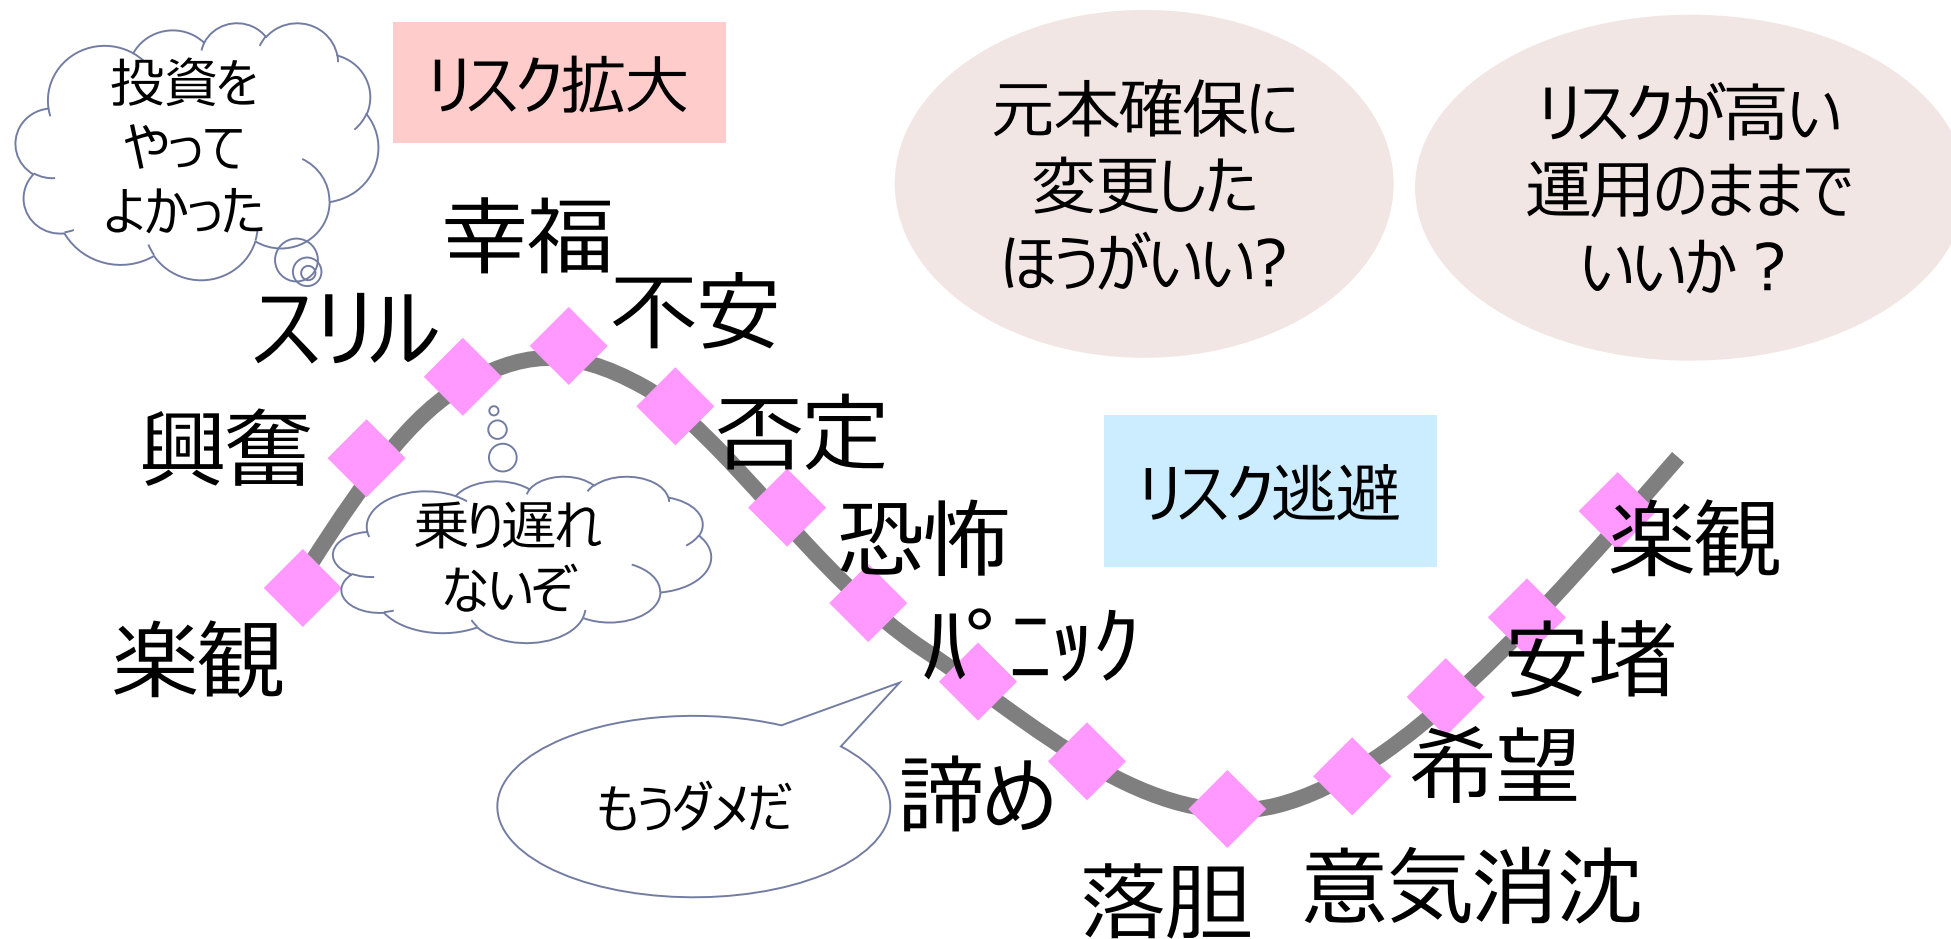 投資を
やって
よかった
リスク拡大
元本確保に
変更した
ほうがいい?
リスクが高い
運用のままで
いいか？
幸福
不安
スリル
否定
興奮
リスク逃避
乗り遅れ
ないぞ
恐怖
楽観
楽観
パニック
安堵
希望
もうダメだ
諦め
落胆
意気消沈